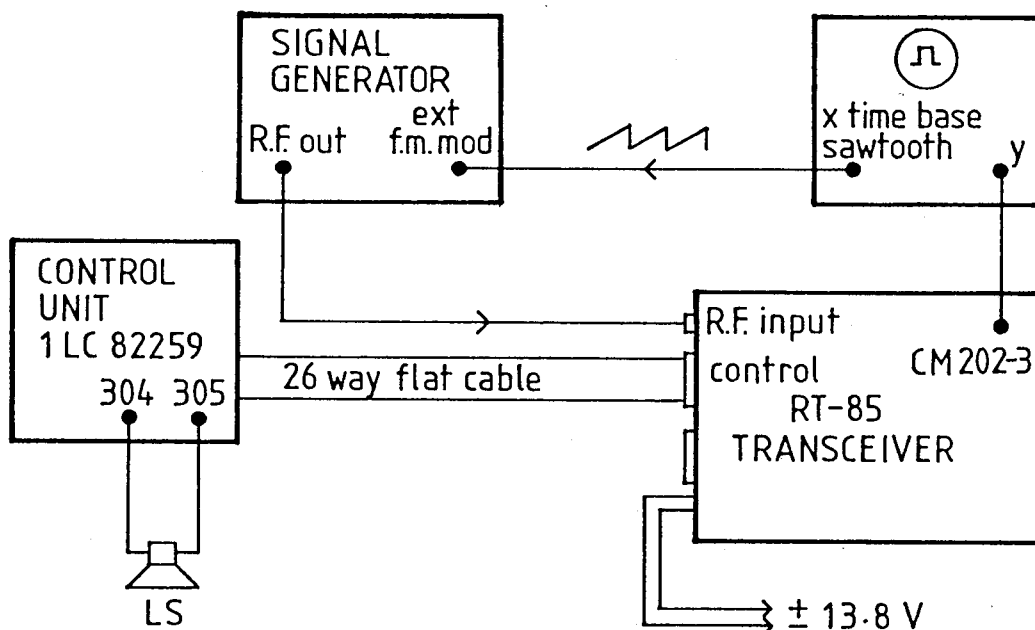 SIGNAL
GENERATOR
ext
R.F. out f.m. mod
x time base
sawtooth y
CONTROL
UNIT
1 LC 82259
304 305
LS
26 way flat cable
R.F. input
CM 202-3
control
RT-85
TRANSCEIVER
± 13.8 V